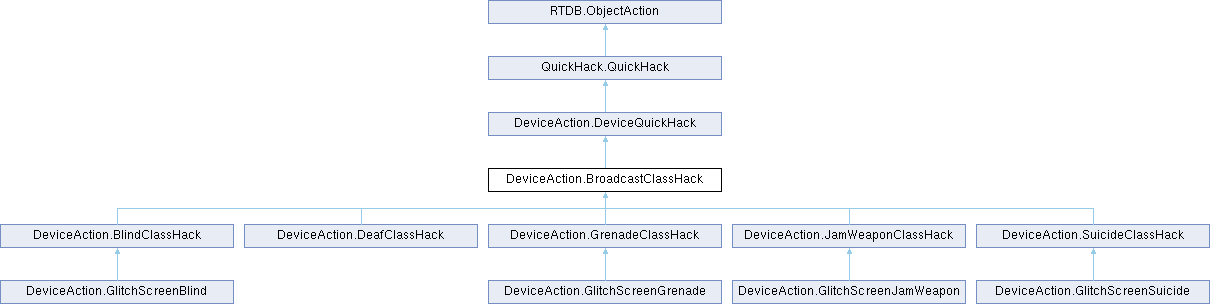 RTDB.ObjectAction
QuickHack.QuickHack
DeviceAction.DeviceQuickHack
DeviceAction.BroadcastClassHack
DeviceAction.BlindClassHack
DeviceAction.DeafClassHack
DeviceAction.GrenadeClassHack
DeviceAction.JamWeaponClassHack
DeviceAction.SuicideClassHack
DeviceAction.GlitchScreenBlind
DeviceAction.GlitchScreenGrenade
DeviceAction.GlitchScreenJamWeapon
DeviceAction.GlitchScreenSuicide